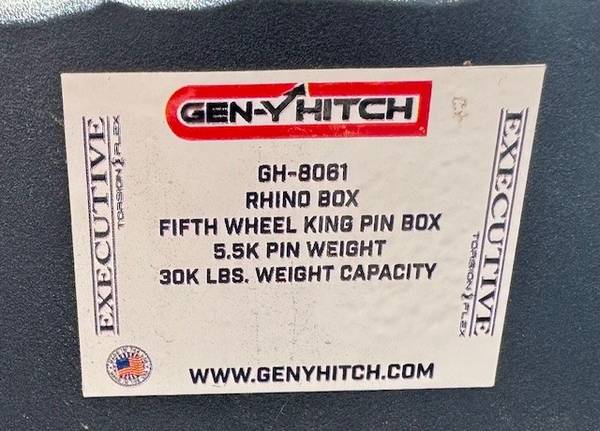 GEN-Y HITCH
EXECUTIVE
TORSION FLEX
GH-8061
RHINO BOX
FIFTH WHEEL KING PIN BOX
5.5K PIN WEIGHT
30K LBS. WEIGHT CAPACITY
EXECUTIVE
TORSION FLEX
WWW.GENYHITCH.COM